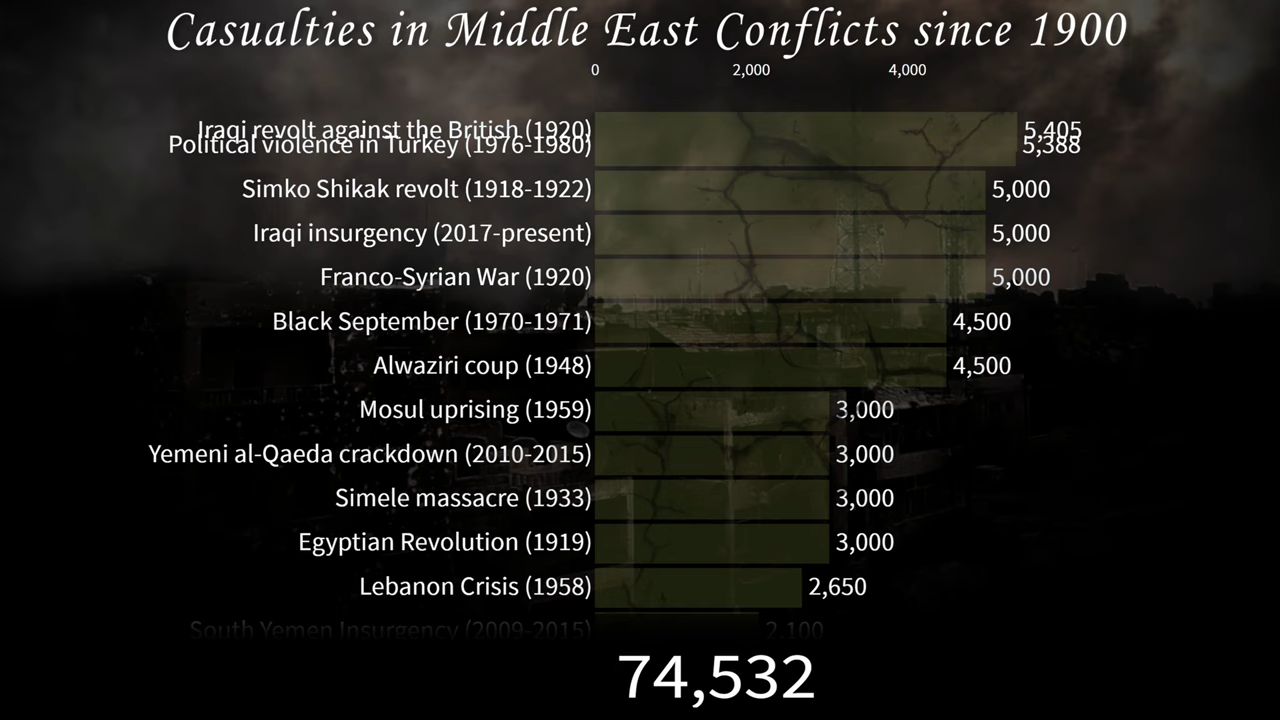 Casualties in Middle East Conflicts since 1900
0 2,000 4,000
Iraqi revolt against the British (1920) 5,405
Political violence in Turkey (1976-1980) 5,388
Simko Shikak revolt (1918-1922) 5,000
Iraqi insurgency (2017-present) 5,000
Franco-Syrian War (1920) 5,000
Black September (1970-1971) 4,500
Alwaziri coup (1948) 4,500
Mosul uprising (1959) 3,000
Yemeni al-Qaeda crackdown (2010-2015) 3,000
Simele massacre (1933) 3,000
Egyptian Revolution (1919) 3,000
Lebanon Crisis (1958) 2,650
South Yemen Insurgency (2009-2015) 2,100
74,532